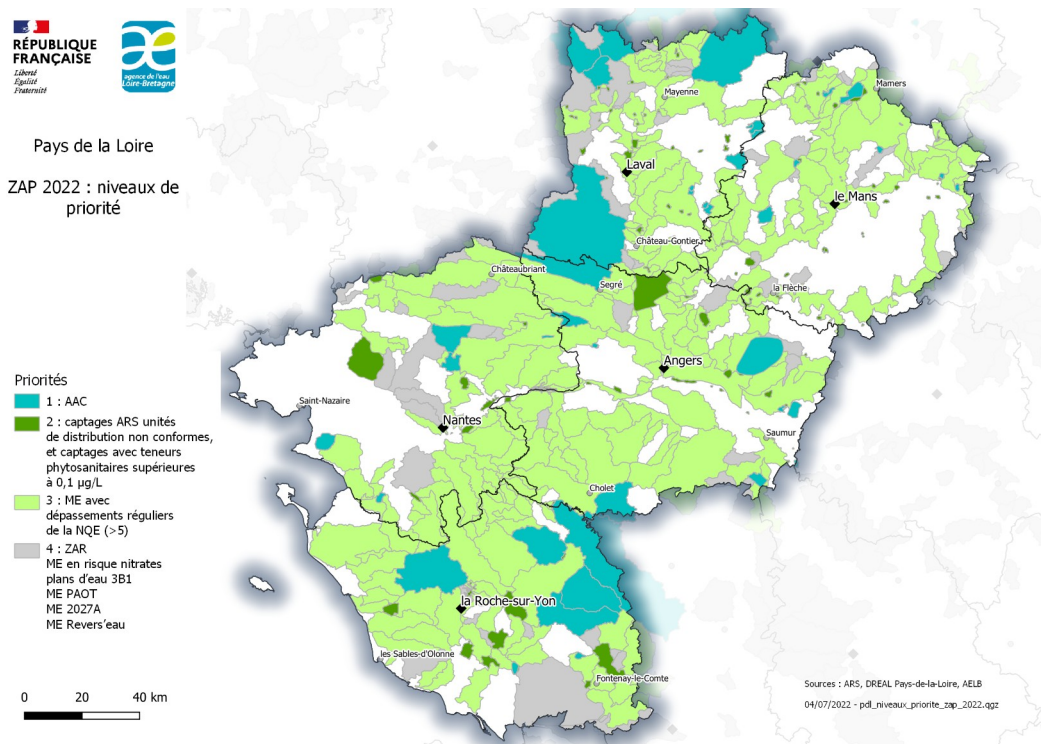 RÉPUBLIQUE
FRANÇAISE
Liberté
Égalité
Fraternité
agence de l'eau
Loire-Bretagne
Pays de la Loire
ZAP 2022 : niveaux de
priorité
Mayenne
Mamers
Laval
le Mans
Château-Gontier
Châteaubriant
Segré
la Flèche
Angers
Saint-Nazaire
Nantes
Saumur
Cholet
la Roche-sur-Yon
les Sables-d'Olonne
Fontenay-le-Comte
Priorités
1 : AAC
2 : captages ARS unités
de distribution non conformes,
et captages avec teneurs
phytosanitaires supérieures
à 0,1 µg/L
3 : ME avec
dépassements réguliers
de la NQE (>5)
4 : ZAR
ME en risque nitrates
plans d'eau 3B1
ME PAOT
ME 2027A
ME Revers'eau
0 20 40 km
Sources : ARS, DREAL Pays-de-la-Loire, AELB
04/07/2022 - pdl_niveaux_priorite_zap_2022.qgz